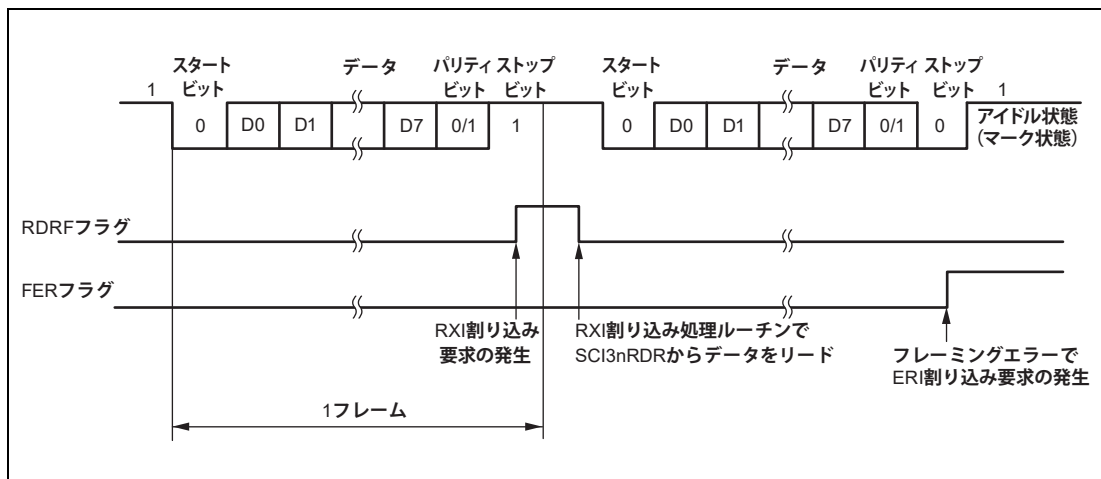 スタート
ビット
データ
パリティ
ビット
ストップ
ビット
スタート
ビット
データ
パリティ
ビット
ストップ
ビット
1
0
D0
D1
D7
0/1
1
0
D0
D1
D7
0/1
0
1
アイドル状態
(マーク状態)
RDRFフラグ
FERフラグ
RXI割り込み
要求の発生
RXI割り込み処理ルーチンで
SCI3nRDRからデータをリード
フレーミングエラーで
ERI割り込み要求の発生
1フレーム